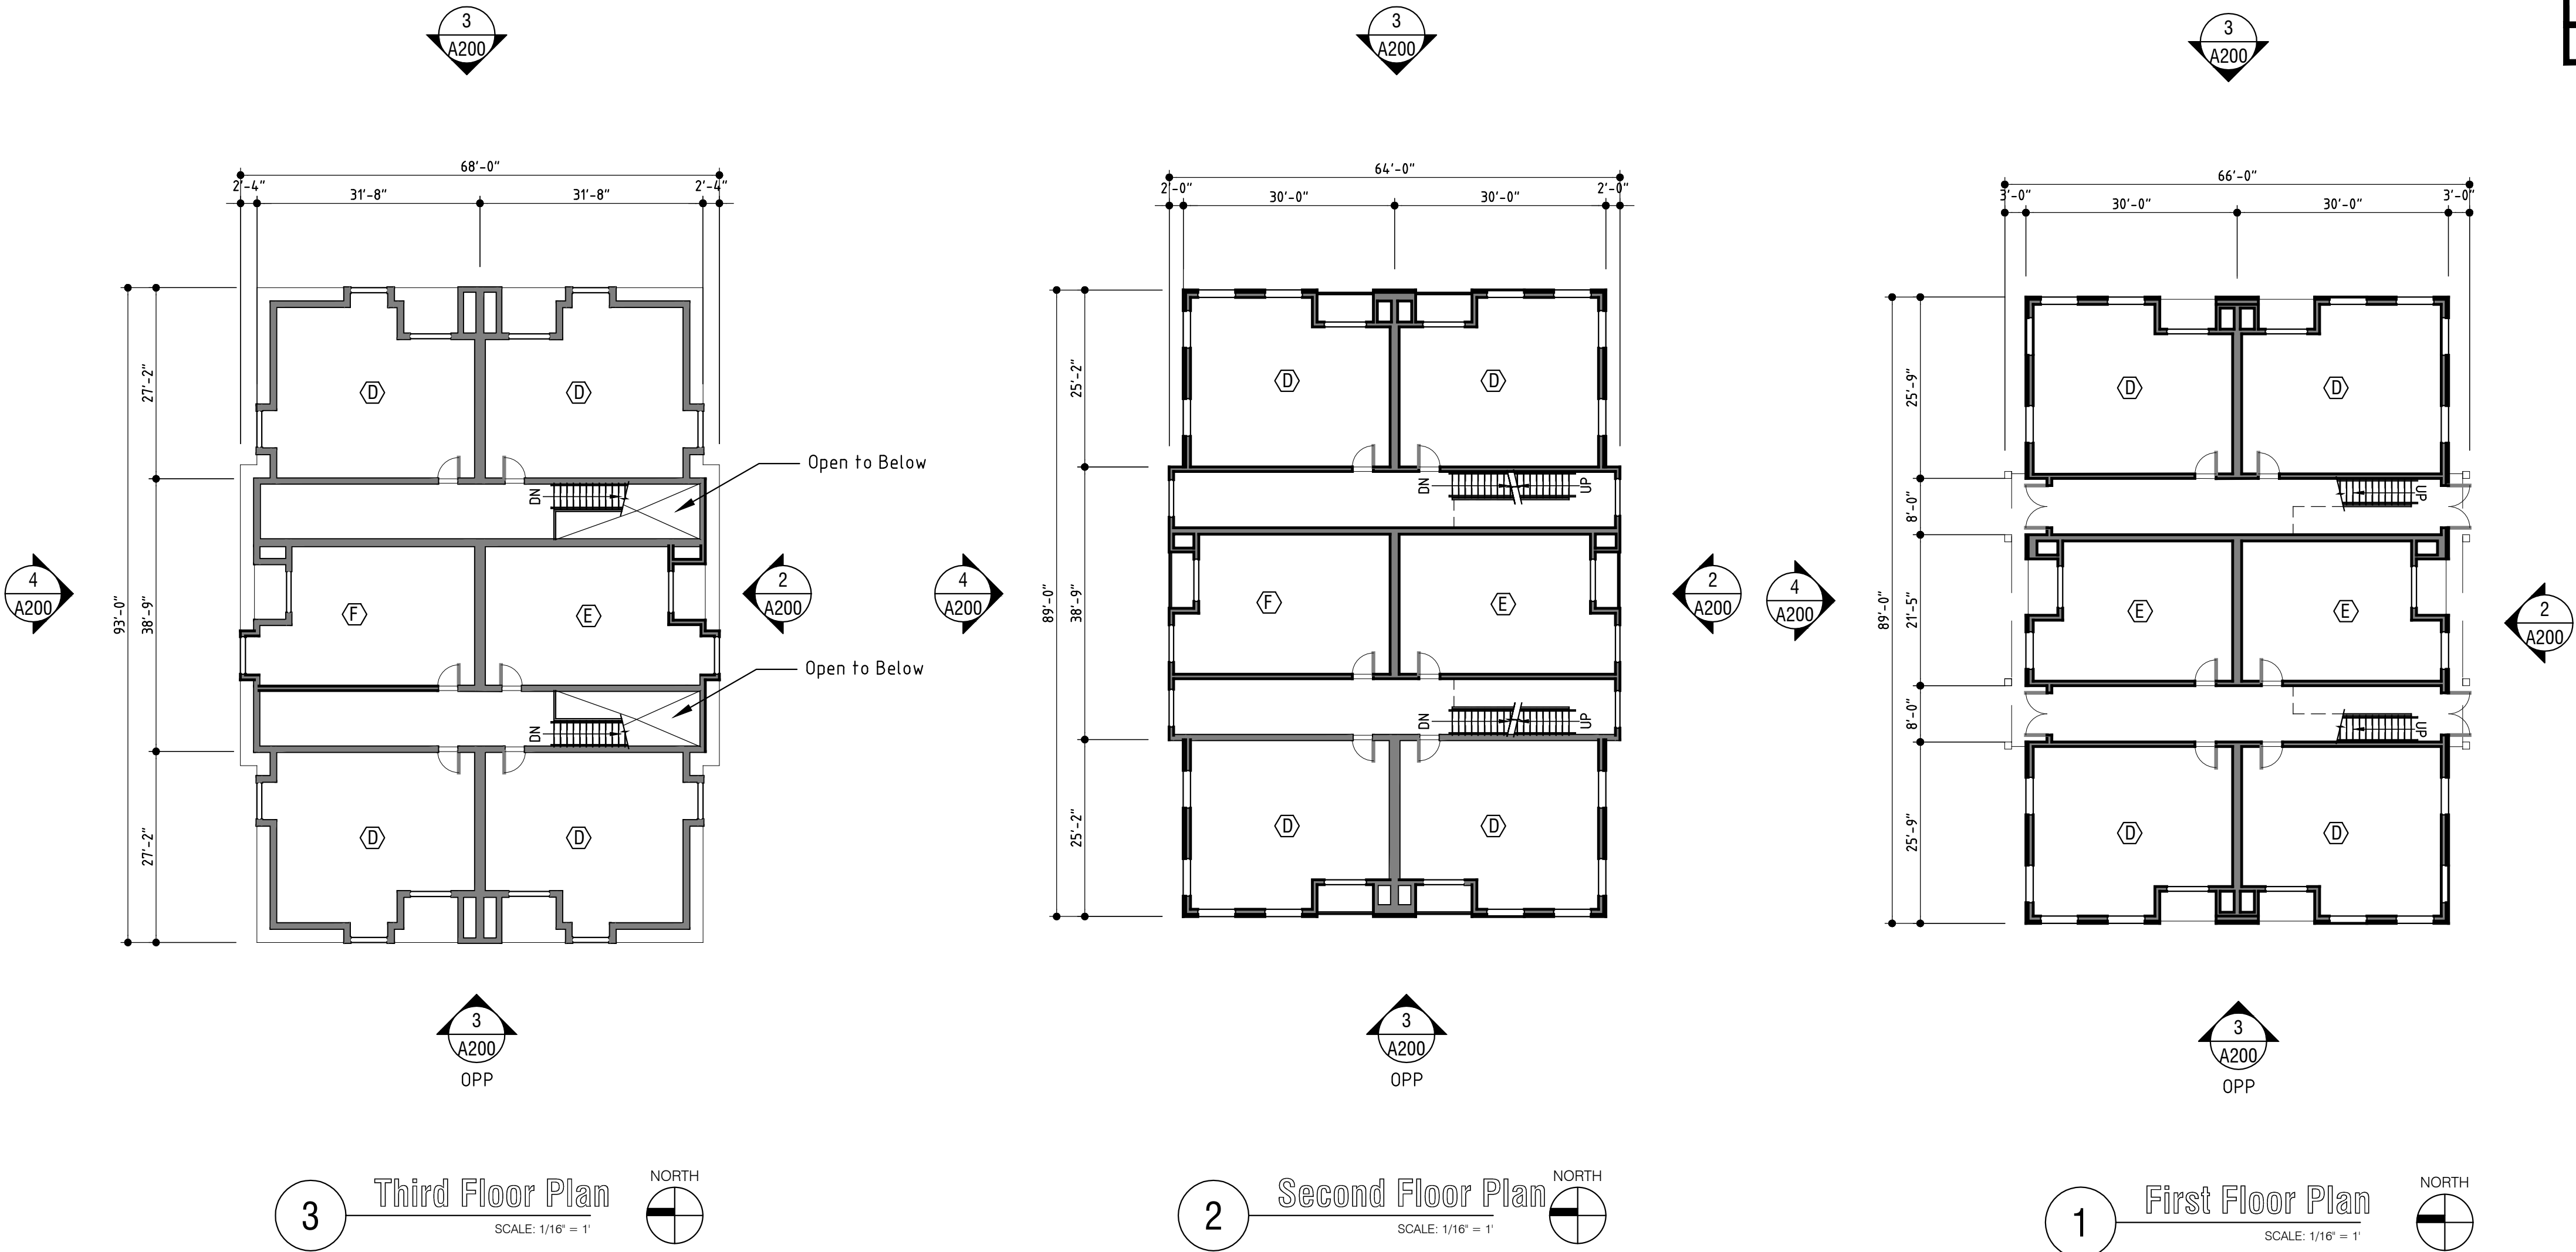 3
A200
3
A200
3
A200
68'-0"
2'-4"
31'-8"
31'-8"
2'-4"
93'-0"
27'-2"
38'-9"
27'-2"
D
D
Open to Below
DN
4
A200
F
E
2
A200
Open to Below
DN
D
D
3
A200
OPP
3
Third Floor Plan
SCALE: 1/16" = 1'
NORTH
64'-0"
2'-0"
30'-0"
30'-0"
2'-0"
89'-0"
25'-2"
38'-9"
25'-2"
D
D
DN
UP
4
A200
F
E
2
A200
DN
UP
D
D
3
A200
OPP
2
Second Floor Plan
SCALE: 1/16" = 1'
NORTH
66'-0"
3'-0"
30'-0"
30'-0"
3'-0"
89'-0"
25'-9"
8'-0"
21'-5"
8'-0"
25'-9"
D
D
UP
4
A200
E
E
2
A200
UP
D
D
3
A200
OPP
1
First Floor Plan
SCALE: 1/16" = 1'
NORTH